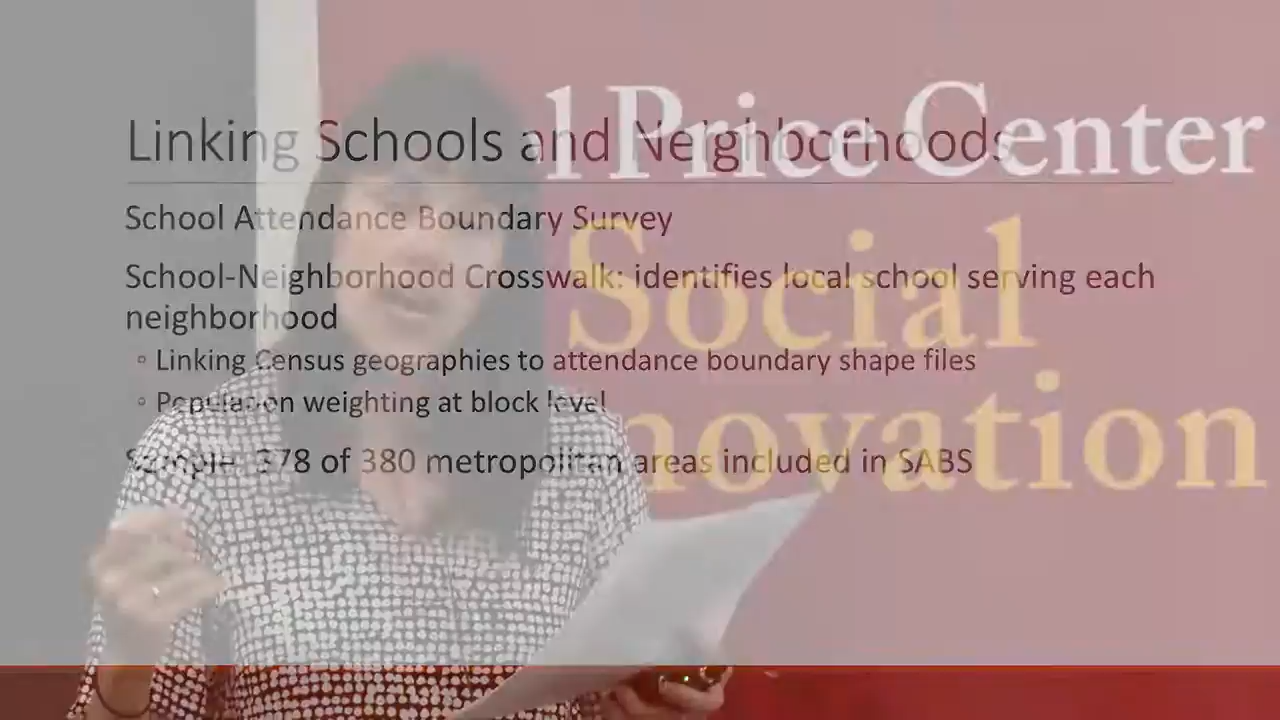 Linking Schools and Neighborhoods
School Attendance Boundary Survey
School-Neighborhood Crosswalk: identifies local school serving each
neighborhood
◦ Linking Census geographies to attendance boundary shape files
◦ Population weighting at block level
Sample: 378 of 380 metropolitan areas included in SABS
l Price Center
Social
novation